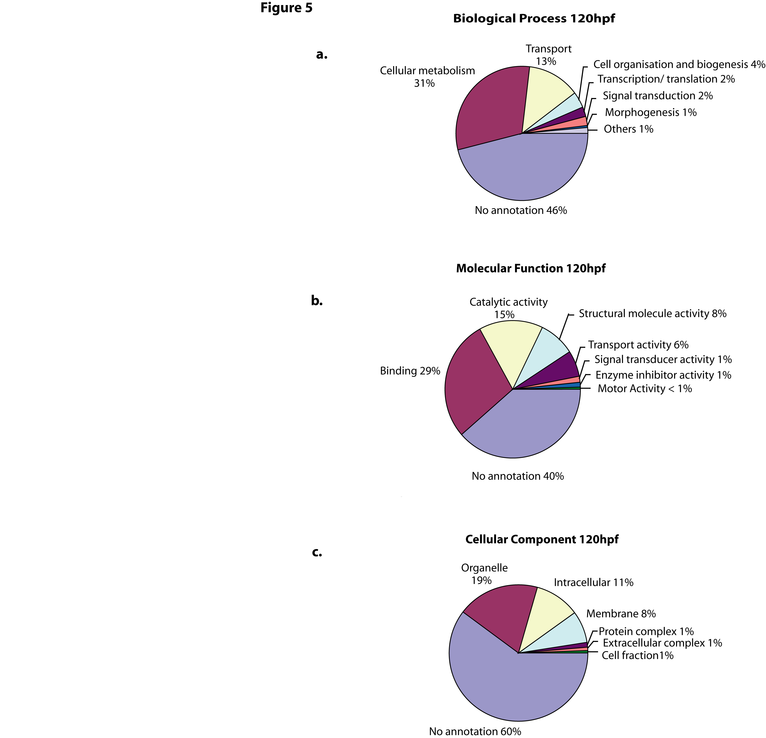 Figure 5
Biological Process 120hpf
a.
Transport
13%
Cellular metabolism
31%
Cell organisation and biogenesis 4%
Transcription/ translation 2%
Signal transduction 2%
Morphogenesis 1%
Others 1%
No annotation 46%
Molecular Function 120hpf
b.
Catalytic activity
15%
Structural molecule activity 8%
Binding 29%
Transport activity 6%
Signal transducer activity 1%
Enzyme inhibitor activity 1%
Motor Activity < 1%
No annotation 40%
Cellular Component 120hpf
c.
Organelle
19%
Intracellular 11%
Membrane 8%
Protein complex 1%
Extracellular complex 1%
Cell fraction1%
No annotation 60%